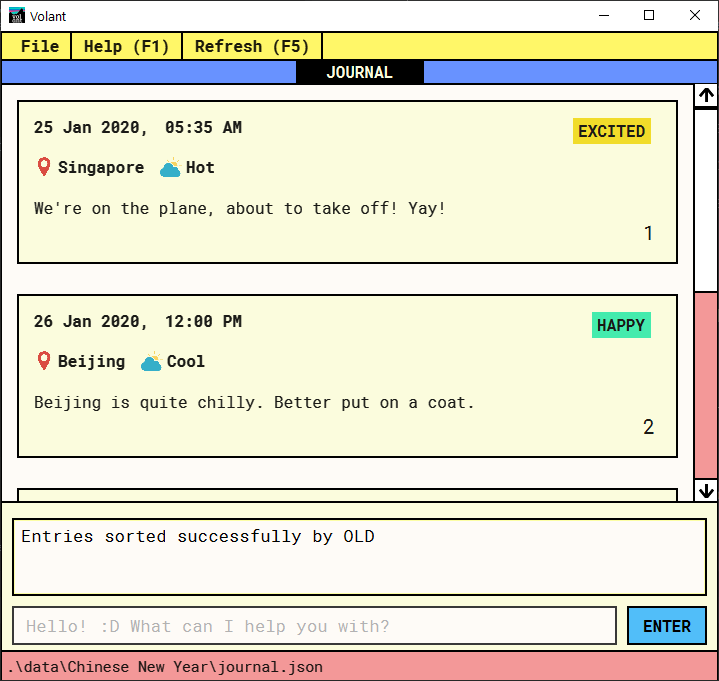 Volant
File Help (F1) Refresh (F5)
JOURNAL
25 Jan 2020, 05:35 AM
EXCITED
Singapore Hot
We're on the plane, about to take off! Yay!
1
26 Jan 2020, 12:00 PM
HAPPY
Beijing Cool
Beijing is quite chilly. Better put on a coat.
2
Entries sorted successfully by OLD
Hello! :D What can I help you with?
ENTER
.\data\Chinese New Year\journal.json